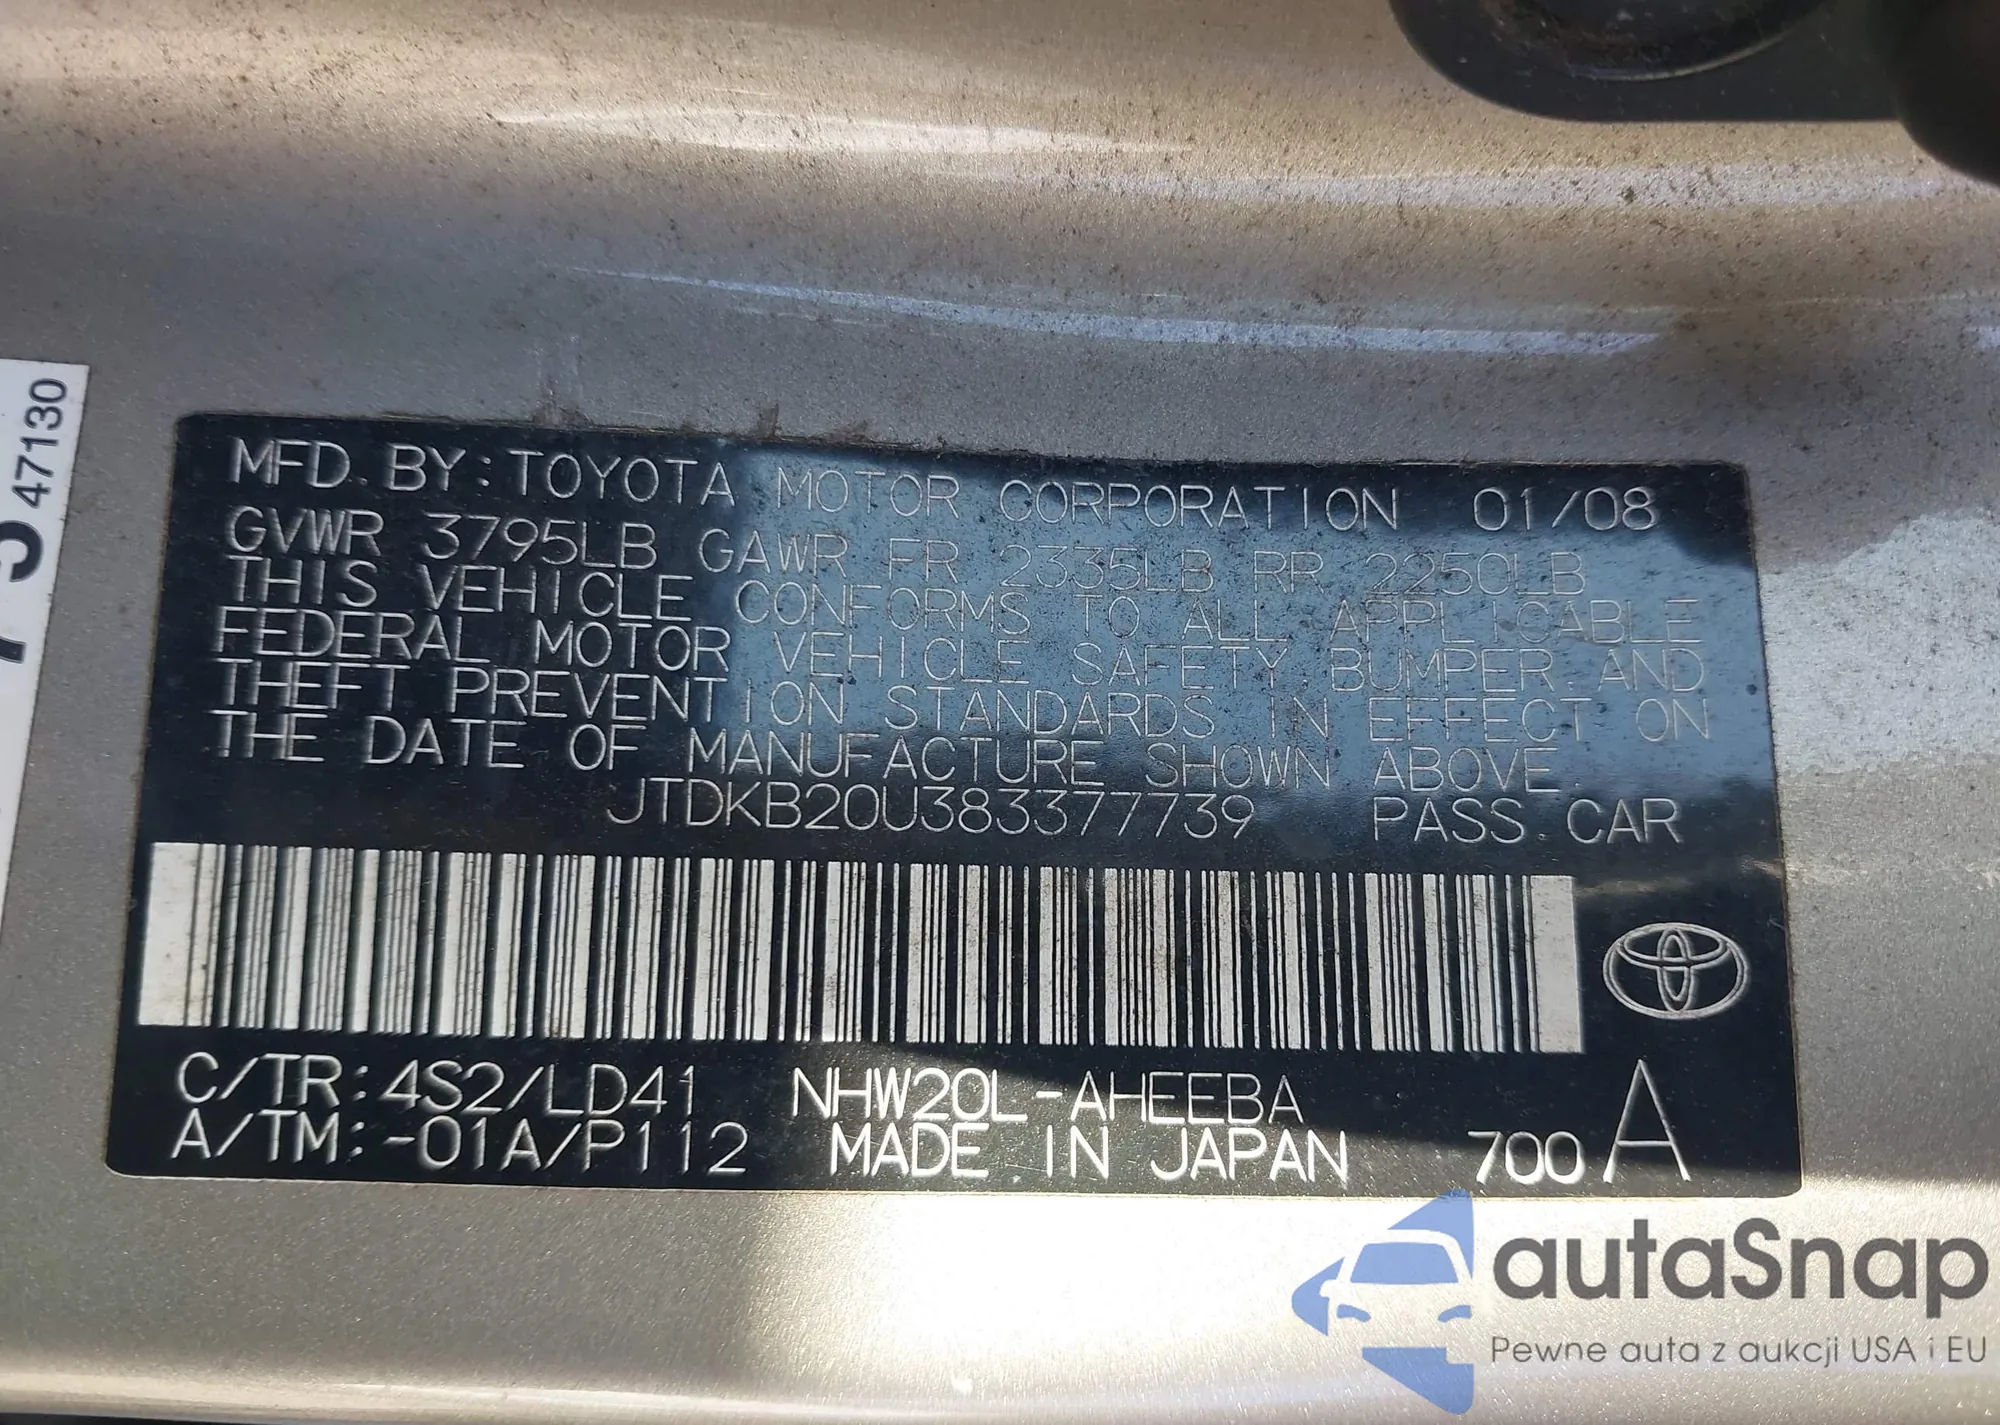 47130
MFD. BY: TOYOTA MOTOR CORPORATION 01/08
GVWR 3795LB GAWR FR 2335LB RR 2250LB
THIS VEHICLE CONFORMS TO ALL APPLICABLE
FEDERAL MOTOR VEHICLE SAFETY BUMPER AND
THEFT PREVENTION STANDARDS IN EFFECT ON
THE DATE OF MANUFACTURE SHOWN ABOVE.
JTDKB20U383377739 PASS.CAR
C/TR:4S2/LD41 NHW20L-AHEEBA
A/TM:-01A/P112 MADE IN JAPAN 700 A
autaSnap
Pewne auta z aukcji USA i EU